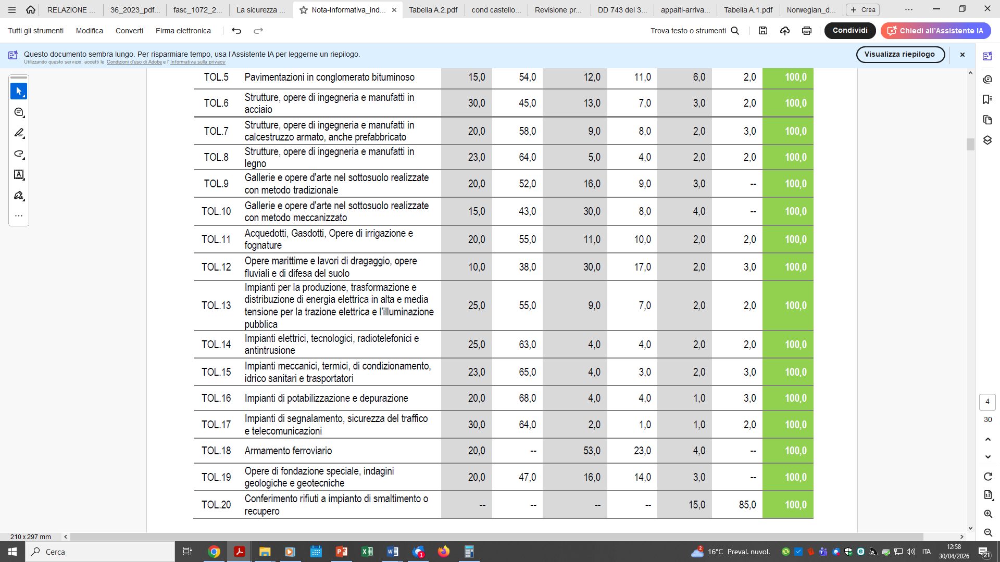 RELAZIONE ...
36_2023_pdf...
fasc_1072_2...
La sicurezza ...
Nota-Informativa_ind...
Tabella A.2.pdf
cond castello...
Revisione pr...
DD 743 del 3...
appalti-arriva...
Tabella A.1.pdf
Norwegian_d...
Crea
Tutti gli strumenti
Modifica
Converti
Firma elettronica
Trova testo o strumenti
Condividi
Chiedi all'Assistente IA
Questo documento sembra lungo. Per risparmiare tempo, usa l'Assistente IA per leggerne un riepilogo.
Utilizzando questo servizio, accetti le Condizioni d'uso di Adobe e l' Informativa sulla privacy
Visualizza riepilogo
TOL.5 Pavimentazioni in conglomerato bituminoso 15,0 54,0 12,0 11,0 6,0 2,0 100,0
TOL.6 Strutture, opere di ingegneria e manufatti in
acciaio 30,0 45,0 13,0 7,0 3,0 2,0 100,0
TOL.7 Strutture, opere di ingegneria e manufatti in
calcestruzzo armato, anche prefabbricato 20,0 58,0 9,0 8,0 2,0 3,0 100,0
TOL.8 Strutture, opere di ingegneria e manufatti in
legno 23,0 64,0 5,0 4,0 2,0 2,0 100,0
TOL.9 Gallerie e opere d'arte nel sottosuolo realizzate
con metodo tradizionale 20,0 52,0 16,0 9,0 3,0 -- 100,0
TOL.10 Gallerie e opere d'arte nel sottosuolo realizzate
con metodo meccanizzato 15,0 43,0 30,0 8,0 4,0 -- 100,0
TOL.11 Acquedotti, Gasdotti, Opere di irrigazione e
fognature 20,0 55,0 11,0 10,0 2,0 2,0 100,0
TOL.12 Opere marittime e lavori di dragaggio, opere
fluviali e di difesa del suolo 10,0 38,0 30,0 17,0 2,0 3,0 100,0
TOL.13 Impianti per la produzione, trasformazione e
distribuzione di energia elettrica in alta e media
tensione per la trazione elettrica e l'illuminazione
pubblica 25,0 55,0 9,0 7,0 2,0 2,0 100,0
TOL.14 Impianti elettrici, tecnologici, radiotelefonici e
antintrusione 25,0 63,0 4,0 4,0 2,0 2,0 100,0
TOL.15 Impianti meccanici, termici, di condizionamento,
idrico sanitari e trasportatori 23,0 65,0 4,0 3,0 2,0 3,0 100,0
TOL.16 Impianti di potabilizzazione e depurazione 20,0 68,0 4,0 4,0 1,0 3,0 100,0
TOL.17 Impianti di segnalamento, sicurezza del traffico
e telecomunicazioni 30,0 64,0 2,0 1,0 1,0 2,0 100,0
TOL.18 Armamento ferroviario 20,0 -- 53,0 23,0 4,0 -- 100,0
TOL.19 Opere di fondazione speciale, indagini
geologiche e geotecniche 20,0 47,0 16,0 14,0 3,0 -- 100,0
TOL.20 Conferimento rifiuti a impianto di smaltimento o
recupero -- -- -- -- 15,0 85,0 100,0
4
30
210 x 297 mm
Cerca
16°C Preval. nuvol.
ITA
12:58
30/04/2026
21